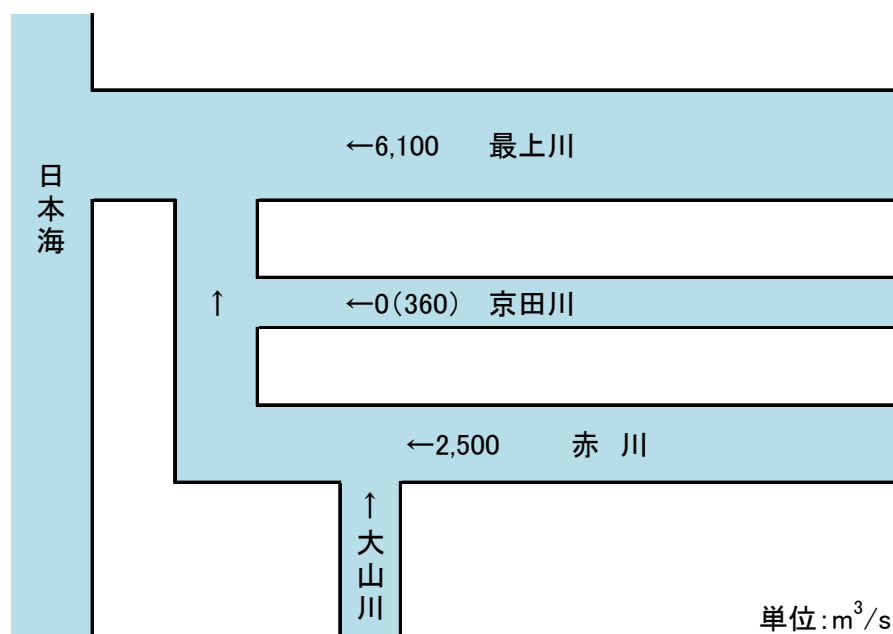 ←6,100 最上川
日本海
↑
←0(360) 京田川
←2,500 赤 川
↑
大山川
単位:m³/s